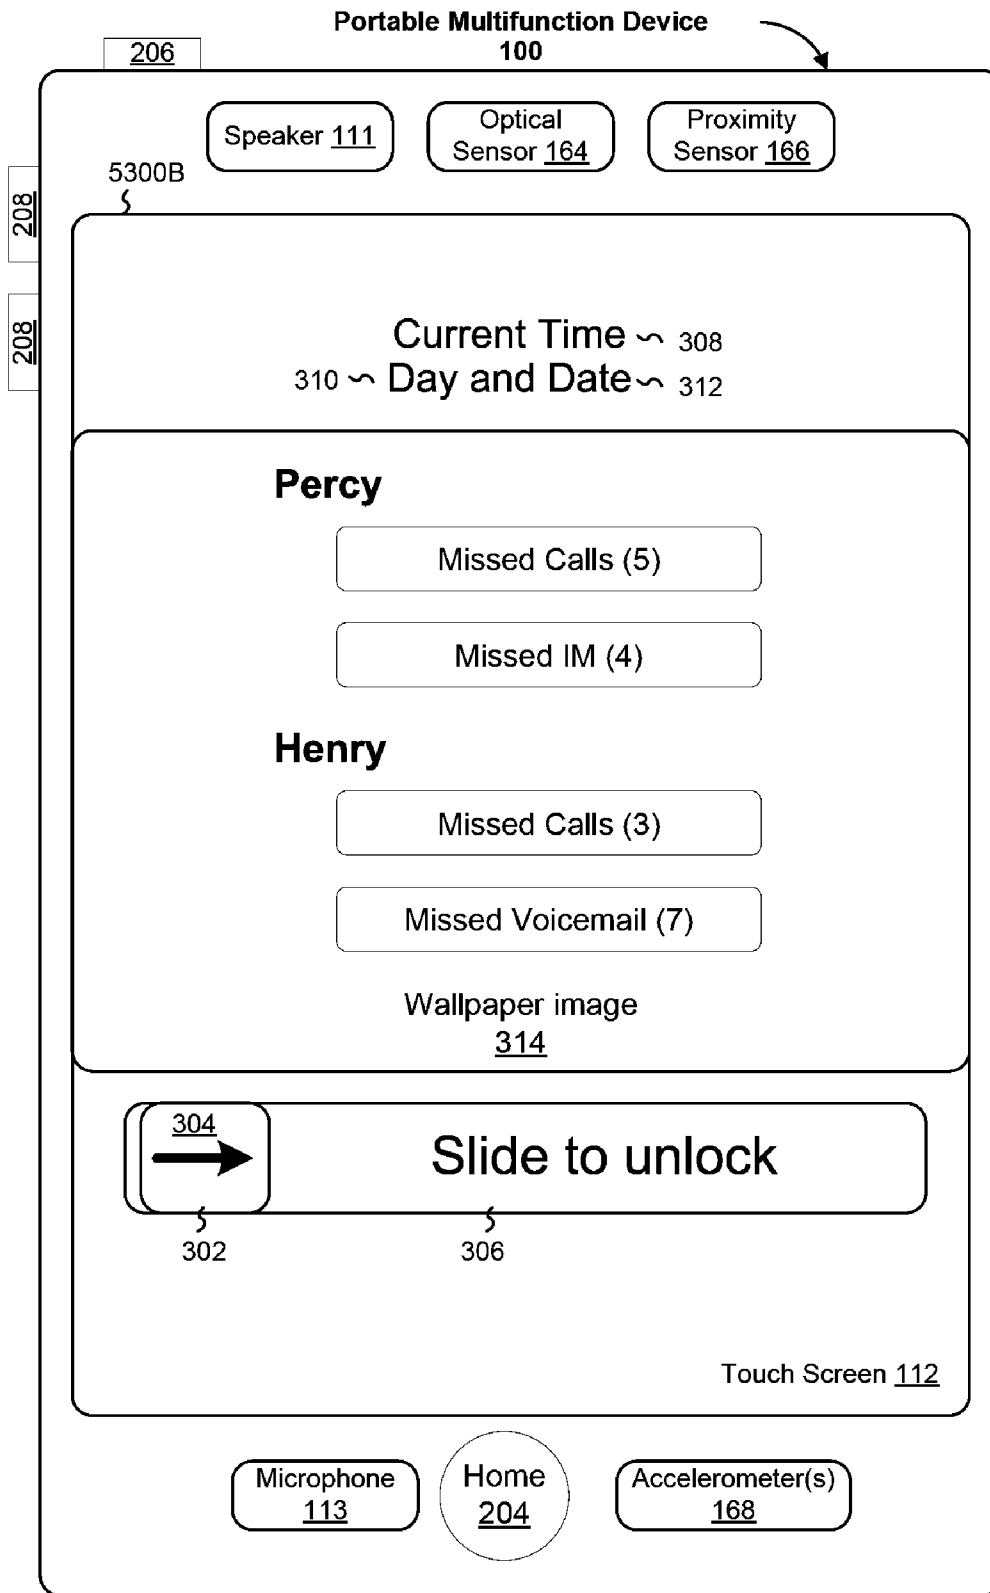 Portable Multifunction Device
100
206
Speaker 111
Optical
Sensor 164
Proximity
Sensor 166
5300B
208
208
Current Time 308
310 Day and Date 312
Percy
Missed Calls (5)
Missed IM (4)
Henry
Missed Calls (3)
Missed Voicemail (7)
Wallpaper image
314
304
Slide to unlock
302
306
Touch Screen 112
Microphone
113
Home
204
Accelerometer(s)
168